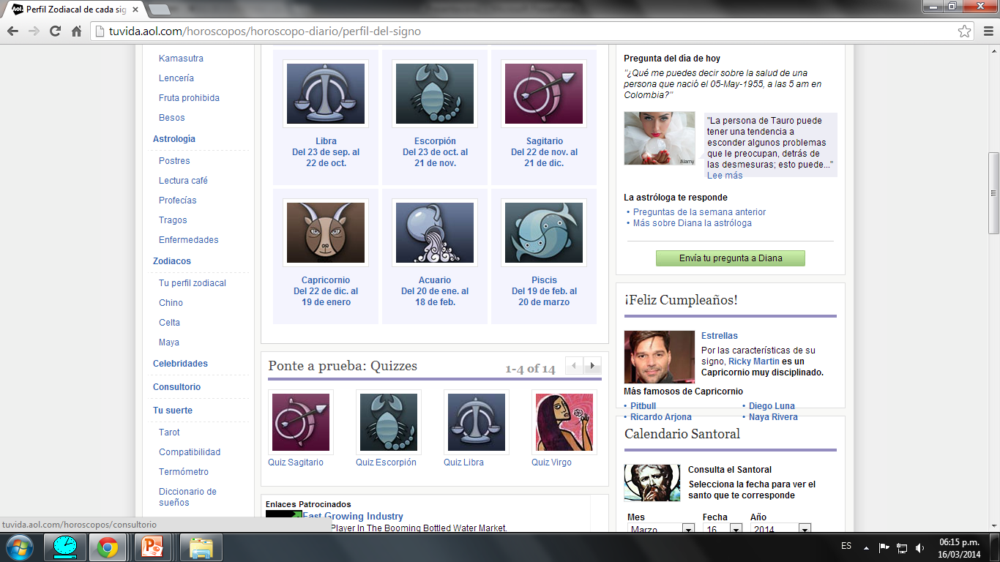 Aol.
Perfil Zodiacal de cada sig
tuvida.aol.com/horoscopos/horoscopo-diario/perfil-del-signo
Kamasutra
Lencería
Fruta prohibida
Besos
Astrología
Postres
Lectura café
Profecías
Tragos
Enfermedades
Zodiacos
Tu perfil zodiacal
Chino
Celta
Maya
Celebridades
Consultorio
Tu suerte
Tarot
Compatibilidad
Termómetro
Diccionario de
sueños
Libra
Del 23 de sep. al
22 de oct.
Escorpión
Del 23 de oct. al
21 de nov.
Sagitario
Del 22 de nov. al
21 de dic.
Capricornio
Del 22 de dic. al
19 de enero
Acuario
Del 20 de ene. al
18 de feb.
Piscis
Del 19 de feb. al
20 de marzo
Ponte a prueba: Quizzes
1-4 of 14
Quiz Sagitario
Quiz Escorpión
Quiz Libra
Quiz Virgo
Enlaces Patrocinados
Fast Growing Industry
Player In The Booming Bottled Water Market.
Pregunta del día de hoy
"¿Qué me puedes decir sobre la salud de una
persona que nació el 05-May-1955, a las 5 am en
Colombia?"
Alamy
"La persona de Tauro puede
tener una tendencia a
esconder algunos problemas
que le preocupan, detrás de
las desmesuras; esto puede..."
Lee más
La astróloga te responde
• Preguntas de la semana anterior
• Más sobre Diana la astróloga
Envía tu pregunta a Diana
¡Feliz Cumpleaños!
Estrellas
Por las características de su
signo, Ricky Martin es un
Capricornio muy disciplinado.
Más famosos de Capricornio
• Pitbull
• Diego Luna
• Ricardo Arjona
• Naya Rivera
Calendario Santoral
Consulta el Santoral
Selecciona la fecha para ver el
santo que te corresponde
Mes
Fecha
Año
Marzo
16
2014
tuvida.aol.com/horoscopos/consultorio
ES
06:15 p.m.
16/03/2014